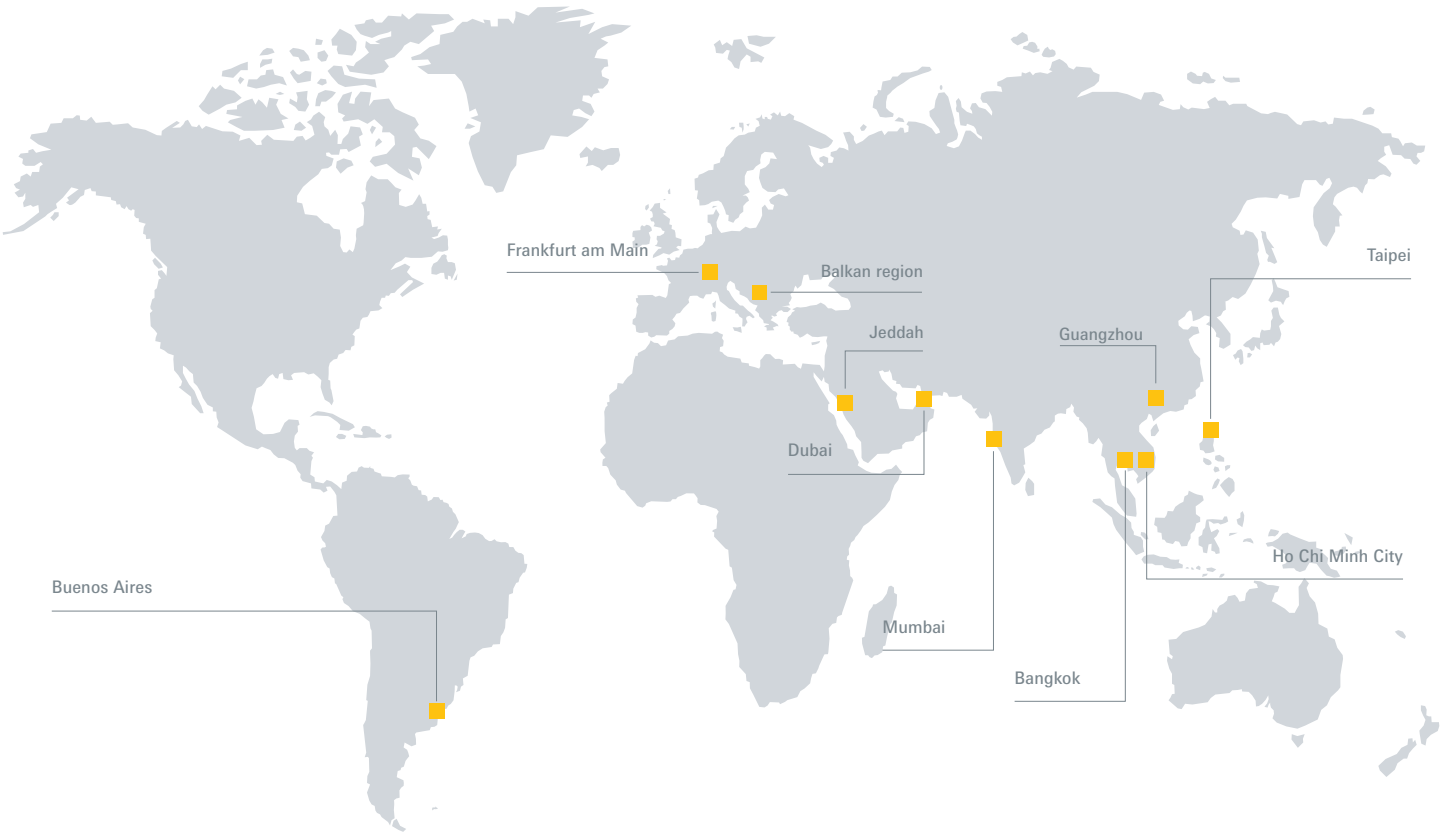 Frankfurt am Main
Taipei
Balkan region
Jeddah
Guangzhou
Dubai
Ho Chi Minh City
Buenos Aires
Mumbai
Bangkok